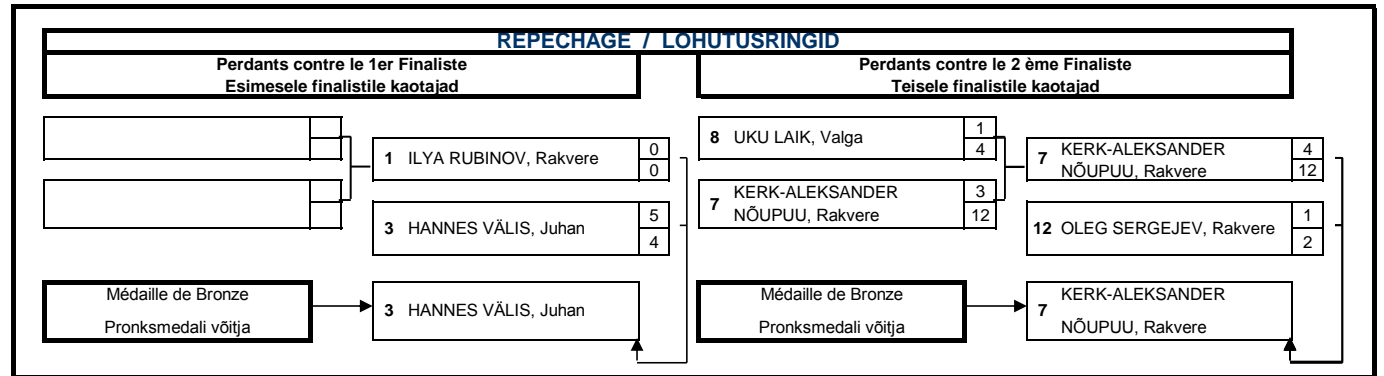 REPECHAGE / LOHUTUSRINGID
Perdants contre le 1er Finaliste
Esimesele finalistile kaotajad
Perdants contre le 2 ème Finaliste
Teisele finalistile kaotajad
1 ILYA RUBINOV, Rakvere 0
0
3 HANNES VÄLIS, Juhan 5
4
Médaille de Bronze
Pronksmedali võitja
3 HANNES VÄLIS, Juhan
8 UKU LAIK, Valga 1
4
7 KERK-ALEKSANDER 3
NÕUPUU, Rakvere 12
7 KERK-ALEKSANDER 4
NÕUPUU, Rakvere 12
12 OLEG SERGEJEV, Rakvere 1
2
Médaille de Bronze
Pronksmedali võitja
7 KERK-ALEKSANDER
NÕUPUU, Rakvere